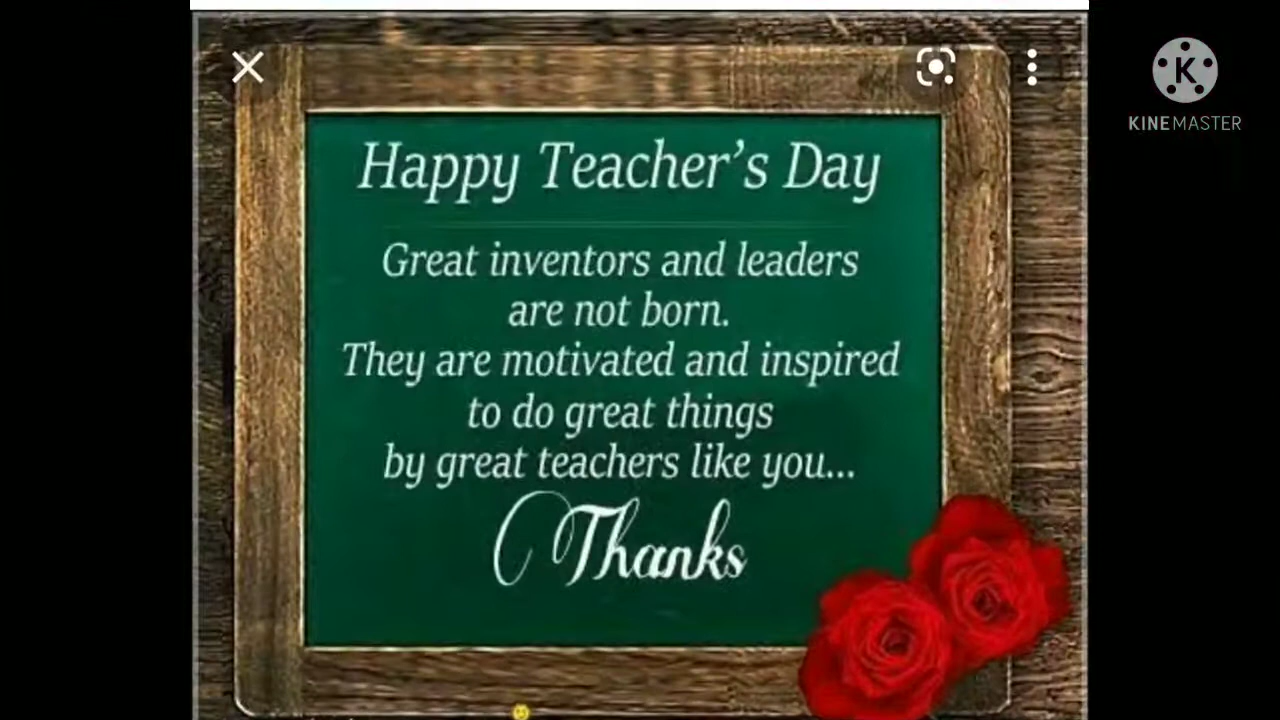 Happy Teacher's Day
Great inventors and leaders
are not born.
They are motivated and inspired
to do great things
by great teachers like you...
Thanks
K
KINEMASTER